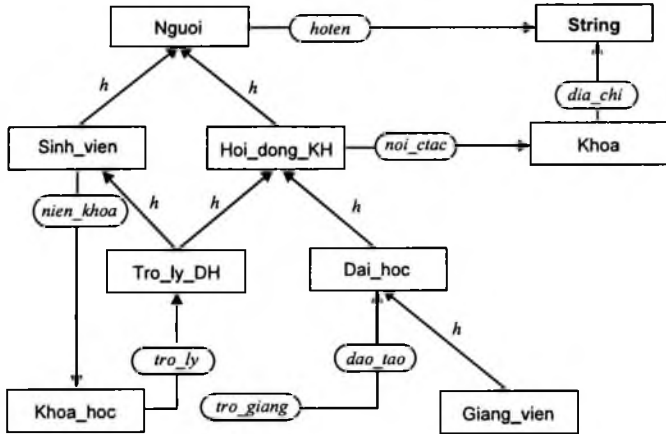 Nguoi
hoten
String
h
h
dia_chi
Sinh_vien
Hoi_dong_KH
noi_ctac
Khoa
nien_khoa
h
h
h
Tro_ly_DH
Dai_hoc
h
tro_ly
dao_tao
Khoa_hoc
tro_giang
Giang_vien